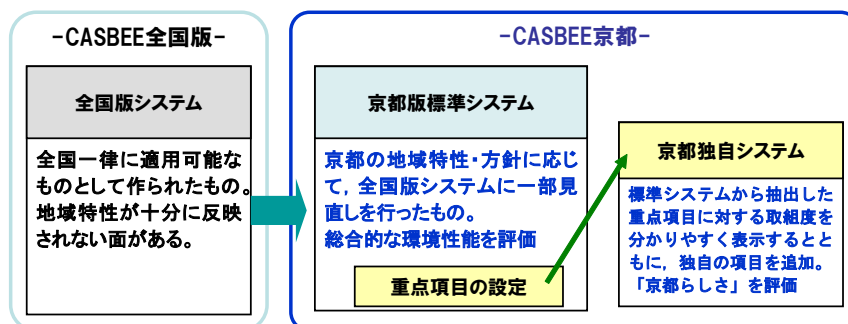 -CASBEE全国版-
全国版システム
全国一律に適用可能な
ものとして作られたもの。
地域特性が十分に反映
されない面がある。
-CASBEE京都-
京都版標準システム
京都の地域特性・方針に応じ
て，全国版システムに一部見
直しを行ったもの。
総合的な環境性能を評価
重点項目の設定
京都独自システム
標準システムから抽出した
重点項目に対する取組度を
分かりやすく表示するとと
もに，独自の項目を追加。
「京都らしさ」を評価